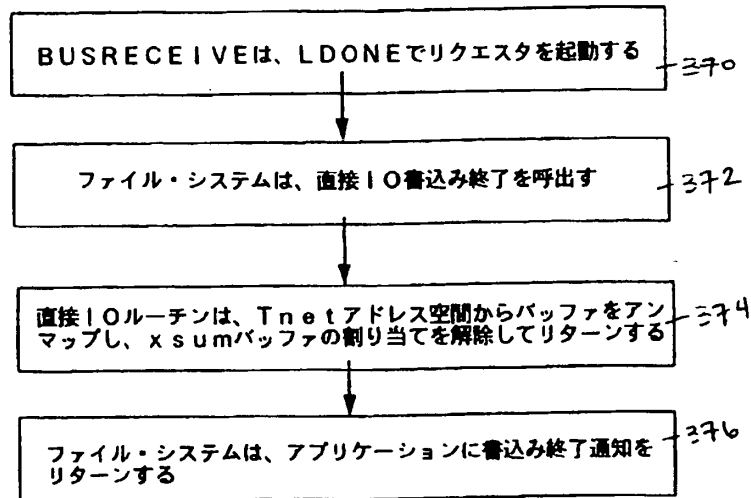 BUSRECEIVEは、LDONEでリクエスタを起動する
370
ファイル・システムは、直接IO書込み終了を呼出す
372
直接IOルーチンは、Tnetアドレス空間からバッファをアン
マップし、xsumバッファの割り当てを解除してリターンする
374
ファイル・システムは、アプリケーションに書込み終了通知を
リターンする
376